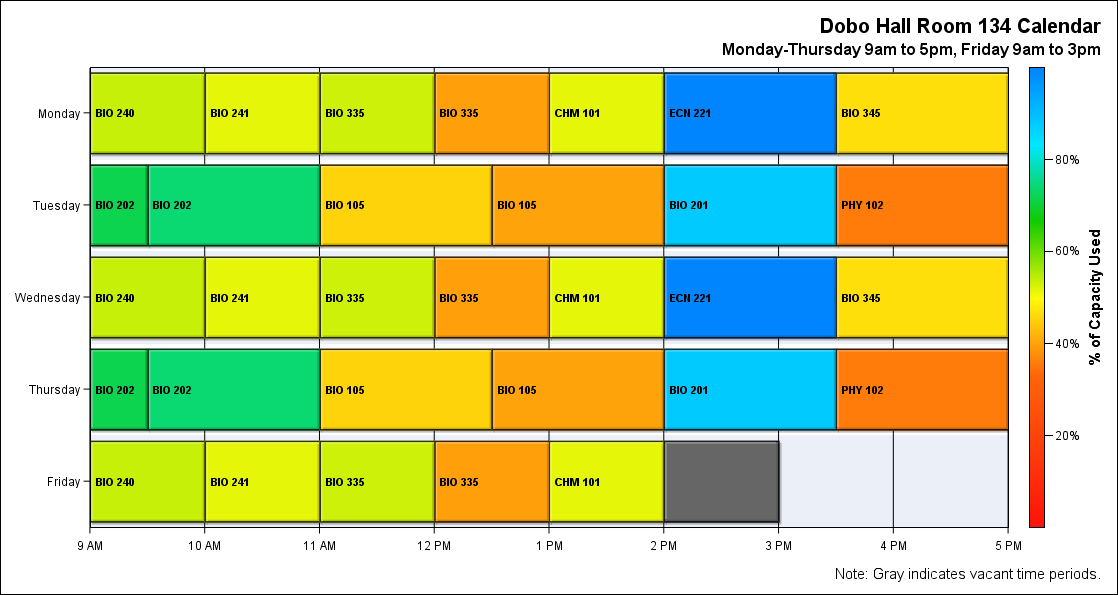 Dobo Hall Room 134 Calendar
Monday-Thursday 9am to 5pm, Friday 9am to 3pm
Monday
BIO 240
BIO 241
BIO 335
BIO 335
CHM 101
ECN 221
BIO 345
Tuesday
BIO 202
BIO 202
BIO 105
BIO 105
BIO 201
PHY 102
Wednesday
BIO 240
BIO 241
BIO 335
BIO 335
CHM 101
ECN 221
BIO 345
Thursday
BIO 202
BIO 202
BIO 105
BIO 105
BIO 201
PHY 102
Friday
BIO 240
BIO 241
BIO 335
BIO 335
CHM 101
9 AM
10 AM
11 AM
12 PM
1 PM
2 PM
3 PM
4 PM
5 PM
80%
60%
40%
20%
% of Capacity Used
Note: Gray indicates vacant time periods.